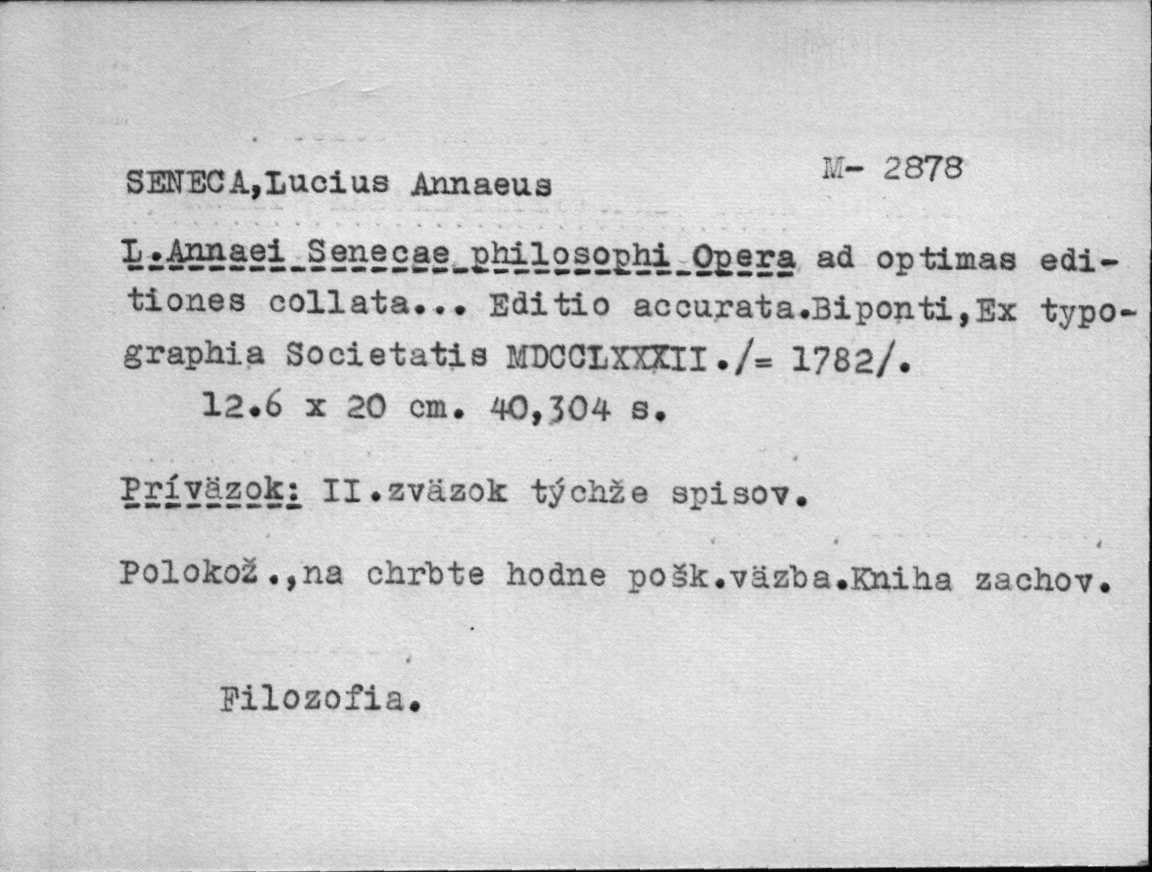 M- 2878
SENECA,Lucius Annaeus
L.Annaei Senecae philosophi Opera ad optimas edi-
tiones collata... Editio accurata.Biponti,Ex typo-
graphia Societatis MDCCLXXXII./= 1782/.
12.6 x 20 cm. 40,304 s.
Príväzok: II.zväzok týchže spisov.
Polokož.,na chrbte hodne pošk.väzba.Kniha zachov.
Filozofia.